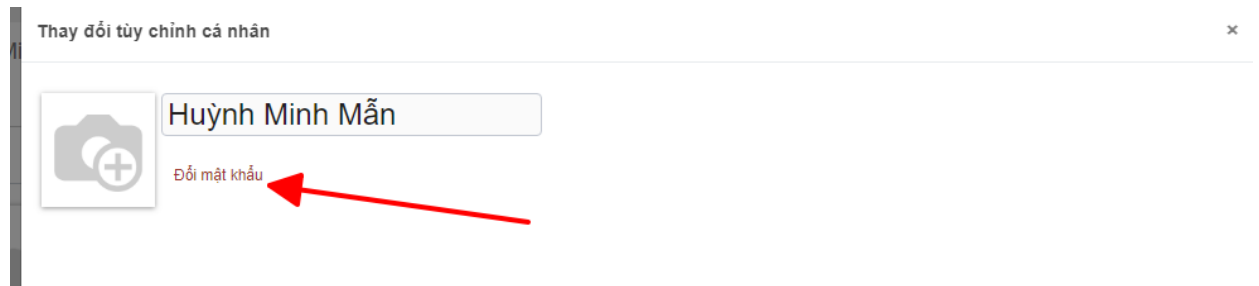 Thay đổi tùy chỉnh cá nhân
Huỳnh Minh Mẫn
Đổi mật khẩu